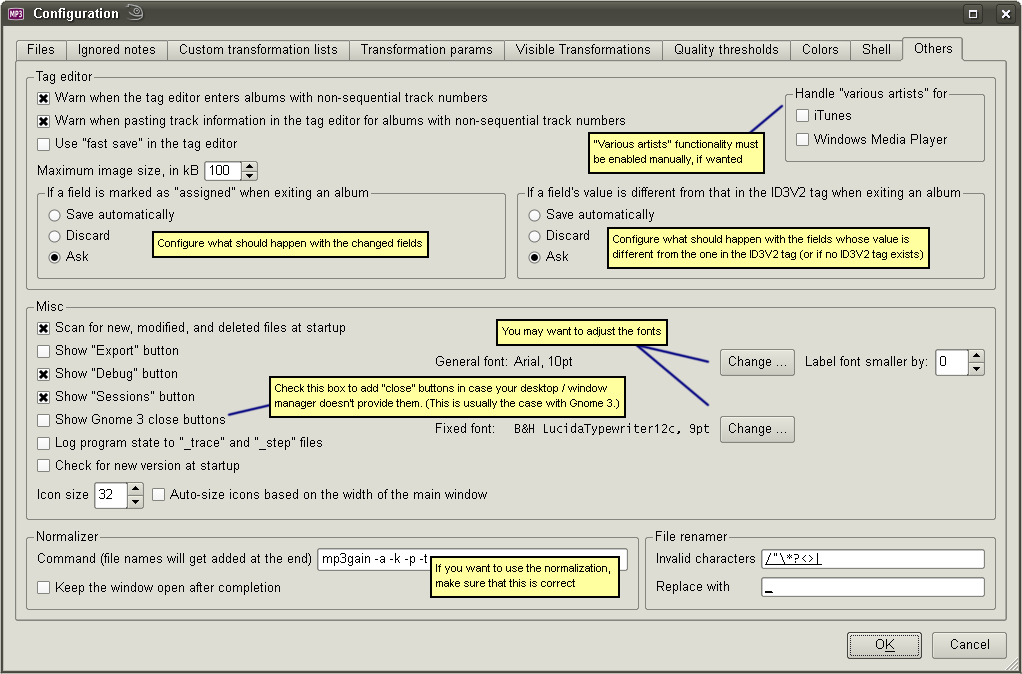 MP3 Configuration
Files
Ignored notes
Custom transformation lists
Transformation params
Visible Transformations
Quality thresholds
Colors
Shell
Others
Tag editor
Warn when the tag editor enters albums with non-sequential track numbers
Warn when pasting track information in the tag editor for albums with non-sequential track numbers
Use "fast save" in the tag editor
Maximum image size, in kB 100
Handle "various artists" for
iTunes
Windows Media Player
"Various artists" functionality must
be enabled manually, if wanted
If a field is marked as "assigned" when exiting an album
Save automatically
Discard
Ask
Configure what should happen with the changed fields
If a field's value is different from that in the ID3V2 tag when exiting an album
Save automatically
Discard
Ask
Configure what should happen with the fields whose value is
different from the one in the ID3V2 tag (or if no ID3V2 tag exists)
Misc
Scan for new, modified, and deleted files at startup
Show "Export" button
Show "Debug" button
Show "Sessions" button
Show Gnome 3 close buttons
Log program state to "_trace" and "_step" files
Check for new version at startup
Icon size 32
Auto-size icons based on the width of the main window
You may want to adjust the fonts
General font: Arial, 10pt
Change ...
Label font smaller by: 0
Check this box to add "close" buttons in case your desktop / window
manager doesn't provide them. (This is usually the case with Gnome 3.)
Fixed font: B&H LucidaTypewriter12c, 9pt
Change ...
Normalizer
Command (file names will get added at the end) mp3gain -a -k -p -t
If you want to use the normalization,
make sure that this is correct
Keep the window open after completion
File renamer
Invalid characters /"\*?<>|
Replace with _
OK
Cancel